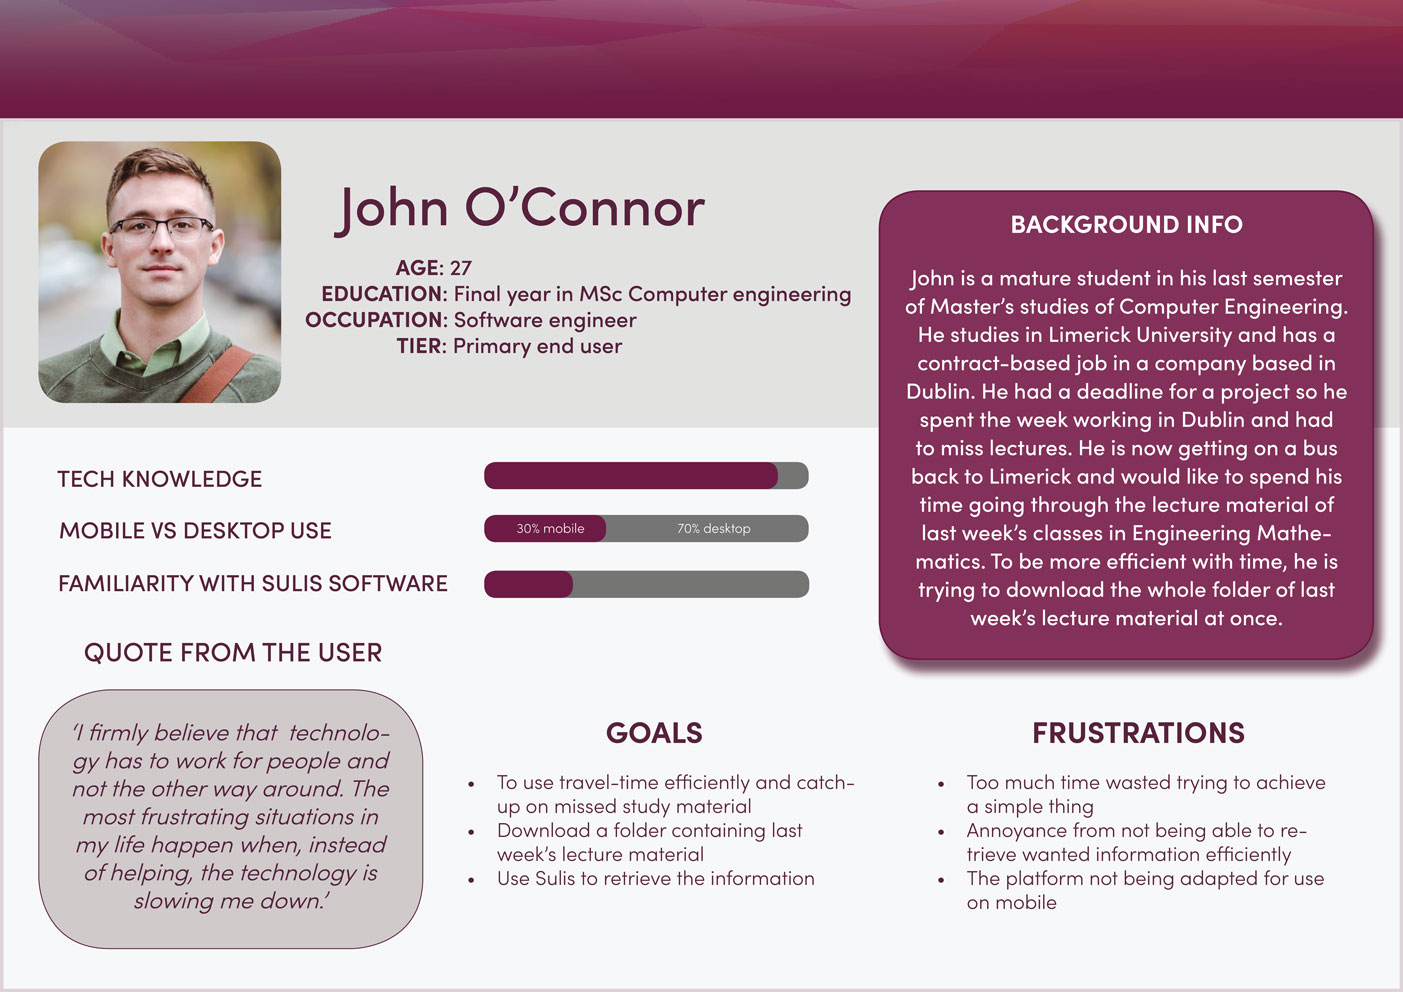 John O'Connor
AGE: 27
EDUCATION: Final year in MSc Computer engineering
OCCUPATION: Software engineer
TIER: Primary end user
BACKGROUND INFO
John is a mature student in his last semester
of Master's studies of Computer Engineering.
He studies in Limerick University and has a
contract-based job in a company based in
Dublin. He had a deadline for a project so he
spent the week working in Dublin and had
to miss lectures. He is now getting on a bus
back to Limerick and would like to spend his
time going through the lecture material of
last week's classes in Engineering Mathe-
matics. To be more efficient with time, he is
trying to download the whole folder of last
week's lecture material at once.
TECH KNOWLEDGE
MOBILE VS DESKTOP USE
30% mobile 70% desktop
FAMILIARITY WITH SULIS SOFTWARE
QUOTE FROM THE USER
'I firmly believe that technolo-
gy has to work for people and
not the other way around. The
most frustrating situations in
my life happen when, instead
of helping, the technology is
slowing me down.'
GOALS
• To use travel-time efficiently and catch-
up on missed study material
• Download a folder containing last
week's lecture material
• Use Sulis to retrieve the information
FRUSTRATIONS
• Too much time wasted trying to achieve
a simple thing
• Annoyance from not being able to re-
trieve wanted information efficiently
• The platform not being adapted for use
on mobile